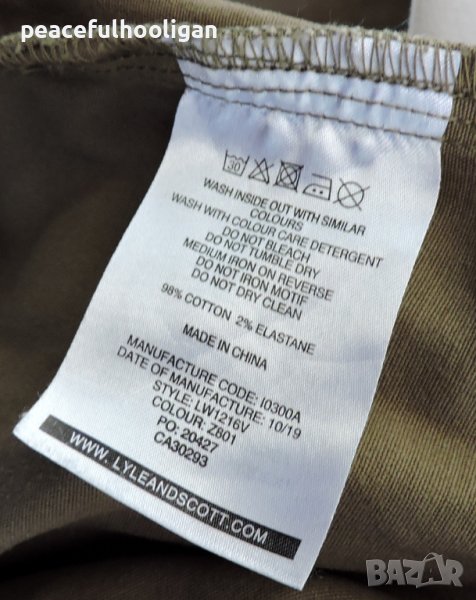 peacefulhooligan
30
WASH INSIDE OUT WITH SIMILAR
COLOURS
WASH WITH COLOUR CARE DETERGENT
DO NOT BLEACH
DO NOT TUMBLE DRY
MEDIUM IRON ON REVERSE
DO NOT IRON MOTIF
DO NOT DRY CLEAN
98% COTTON 2% ELASTANE
MADE IN CHINA
MANUFACTURE CODE: I0300A
DATE OF MANUFACTURE: 10/19
STYLE: LW1216V
COLOUR: Z801
PO: 20427
CA30293
WWW.LYLEANDSCOTT.COM
BAZAR